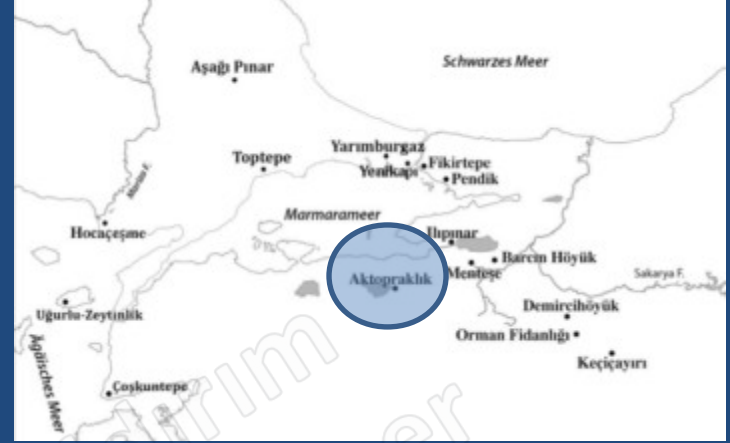 Aşağı Pınar
Schwarzes Meer
Yarımburgaz
Toptepe
Fikirtepe
Yenikapı
Pendik
Marmarameer
Hocaçeşme
Ilıpınar
Barcın Höyük
Menteşe
Aktopraklık
Sakarya F.
Uğurlu-Zeytinlik
Demircihöyük
Orman Fidanlığı
Keçiçayırı
Ägäisches Meer
Coşkuntepe